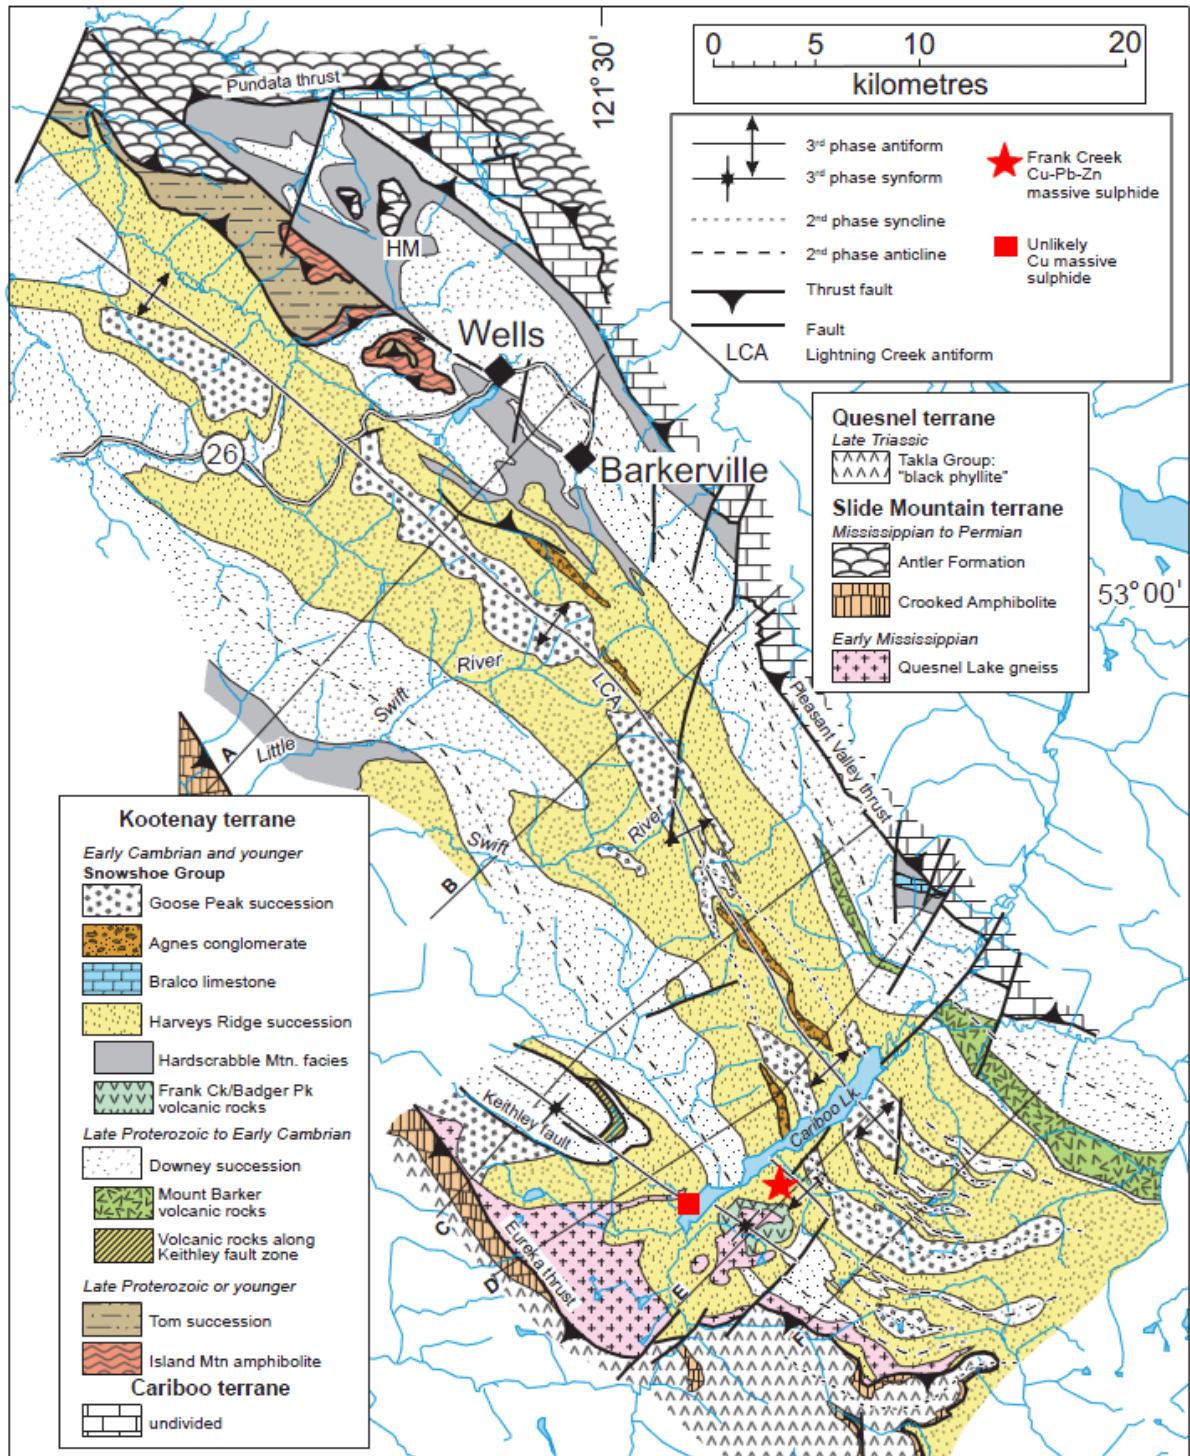 Pundata thrust
121°30'
0 5 10 20
kilometres
3rd phase antiform
3rd phase synform
2nd phase syncline
2nd phase anticline
Thrust fault
Fault
LCA Lightning Creek antiform
Frank Creek
Cu-Pb-Zn
massive sulphide
Unlikely
Cu massive
sulphide
HM
Wells
26
Barkerville
Quesnel terrane
Late Triassic
Takla Group:
"black phyllite"
Slide Mountain terrane
Mississippian to Permian
Antler Formation
Crooked Amphibolite
Early Mississippian
Quesnel Lake gneiss
53°00'
River
Swift
Little
LCA
Pleasant Valley thrust
A
River
Swift
B
Kootenay terrane
Early Cambrian and younger
Snowshoe Group
Goose Peak succession
Agnes conglomerate
Bralco limestone
Harveys Ridge succession
Hardscrabble Mtn. facies
Frank Ck/Badger Pk
volcanic rocks
Late Proterozoic to Early Cambrian
Downey succession
Mount Barker
volcanic rocks
Volcanic rocks along
Keithley fault zone
Late Proterozoic or younger
Tom succession
Island Mtn amphibolite
Cariboo terrane
undivided
Keithley fault
Cariboo Lk.
C
Eureka thrust
D
E
F